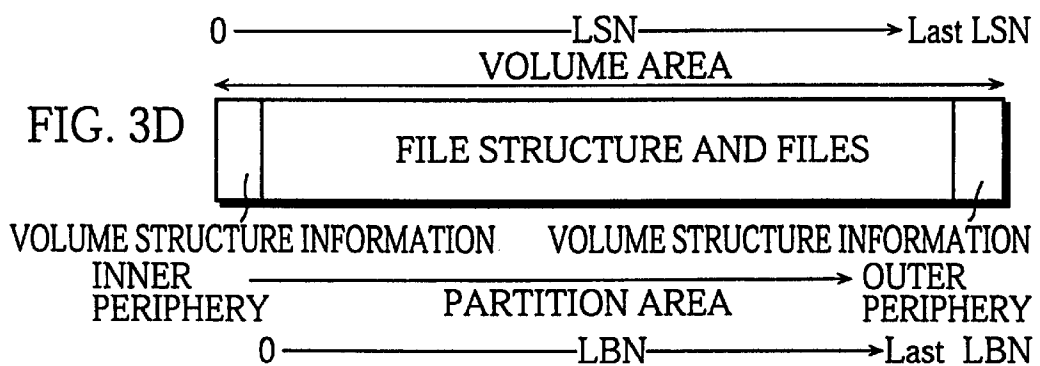 0 LSN Last LSN
VOLUME AREA
FIG. 3D
FILE STRUCTURE AND FILES
VOLUME STRUCTURE INFORMATION VOLUME STRUCTURE INFORMATION
INNER PERIPHERY
PARTITION AREA
OUTER PERIPHERY
0 LBN Last LBN